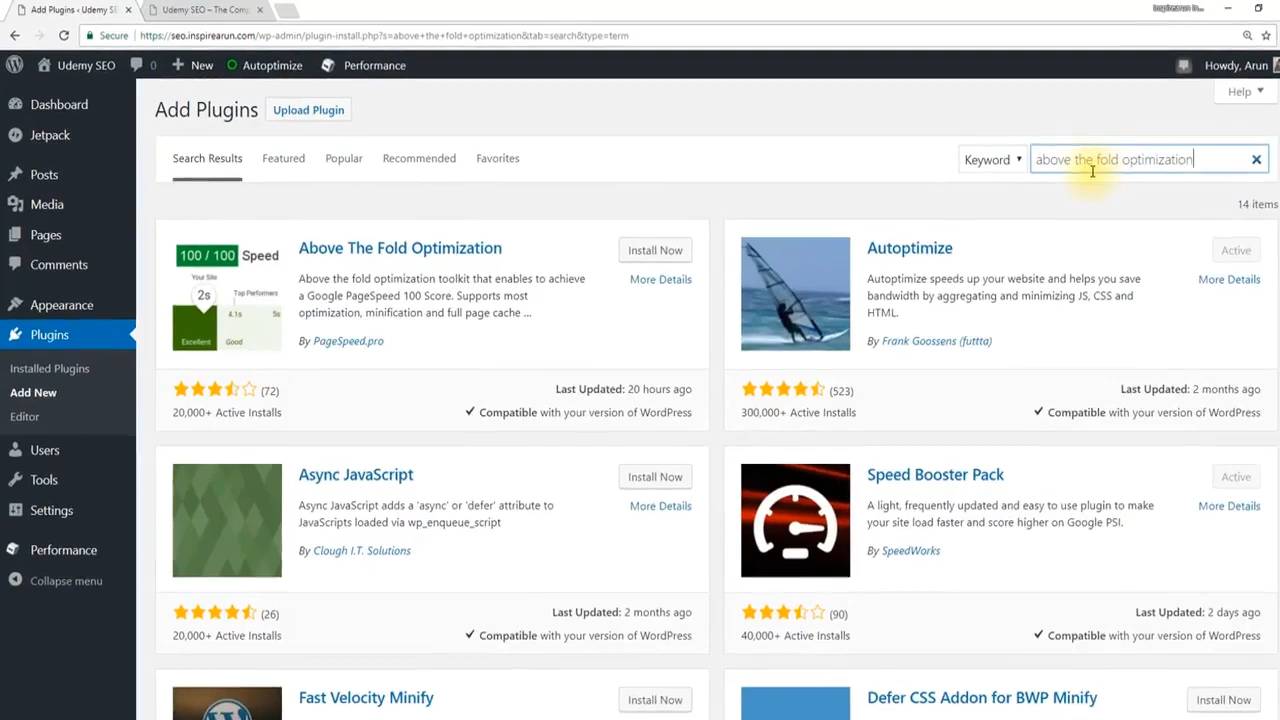 Add Plugins ‹ Udemy SE
Udemy SEO – The Comp
Secure
https://seo.inspirearun.com/wp-admin/plugin-install.php?s=above+the+fold+optimization&tab=search&type=term
Udemy SEO
0
New
Autoptimize
Performance
Howdy, Arun
Dashboard
Jetpack
Posts
Media
Pages
Comments
Appearance
Plugins
Installed Plugins
Add New
Editor
Users
Tools
Settings
Performance
Collapse menu
Add Plugins
Upload Plugin
Help
Search Results
Featured
Popular
Recommended
Favorites
Keyword
above the fold optimization
14 items
100 / 100 Speed
Your Site
2s
Top Performers
4.1s
5s
Excellent
Good
Above The Fold Optimization
Install Now
More Details
Above the fold optimization toolkit that enables to achieve
a Google PageSpeed 100 Score. Supports most
optimization, minification and full page cache ...
By PageSpeed.pro
(72)
20,000+ Active Installs
Last Updated: 20 hours ago
Compatible with your version of WordPress
Autoptimize
Active
More Details
Autoptimize speeds up your website and helps you save
bandwidth by aggregating and minimizing JS, CSS and
HTML.
By Frank Goossens (futtta)
(523)
300,000+ Active Installs
Last Updated: 2 months ago
Compatible with your version of WordPress
Async JavaScript
Install Now
More Details
Async JavaScript adds a 'async' or 'defer' attribute to
JavaScripts loaded via wp_enqueue_script
By Clough I.T. Solutions
(26)
20,000+ Active Installs
Last Updated: 2 months ago
Compatible with your version of WordPress
Speed Booster Pack
Active
More Details
A light, frequently updated and easy to use plugin to make
your site load faster and score higher on Google PSI.
By SpeedWorks
(90)
40,000+ Active Installs
Last Updated: 2 days ago
Compatible with your version of WordPress
Fast Velocity Minify
Install Now
Defer CSS Addon for BWP Minify
Install Now